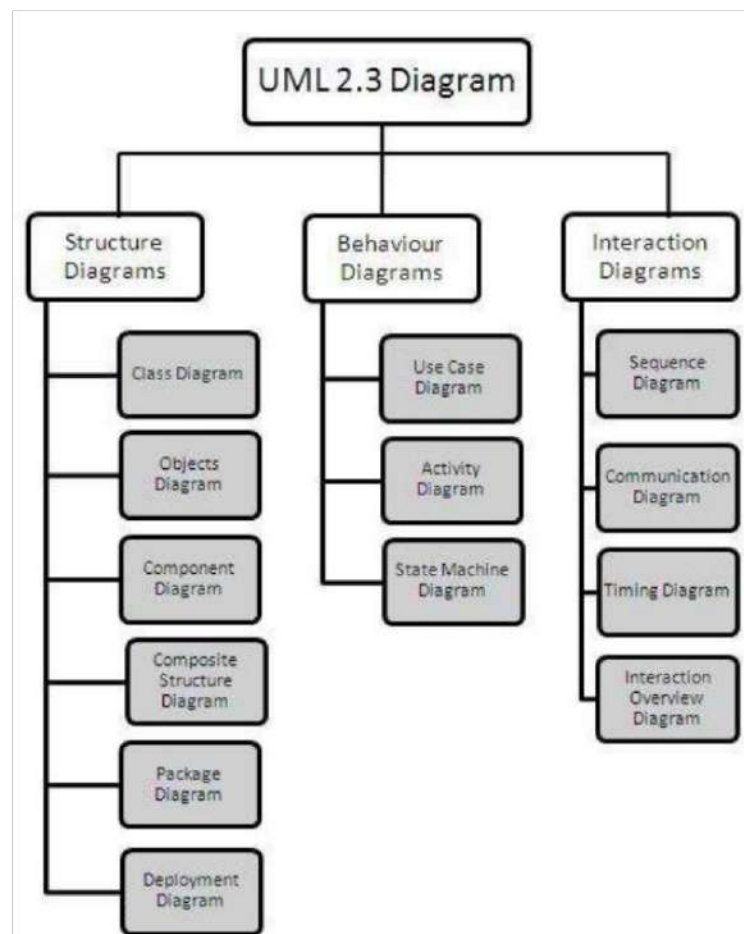 UML 2.3 Diagram
Structure
Diagrams
Class Diagram
Objects
Diagram
Component
Diagram
Composite
Structure
Diagram
Package
Diagram
Deployment
Diagram
Behaviour
Diagrams
Use Case
Diagram
Activity
Diagram
State Machine
Diagram
Interaction
Diagrams
Sequence
Diagram
Communication
Diagram
Timing Diagram
Interaction
Overview
Diagram